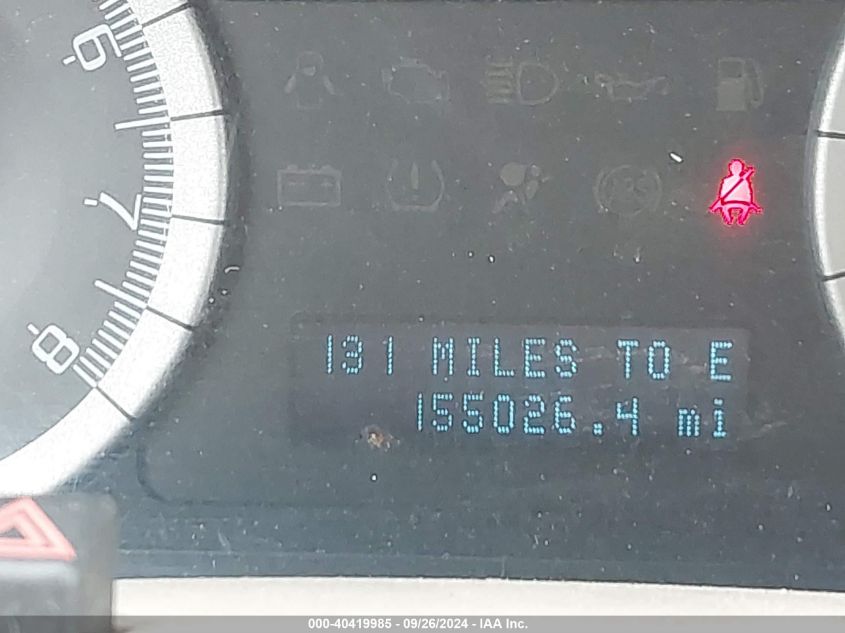 6
7
8
131 MILES TO E
155026.4 mi
000-40419985 - 09/26/2024 - IAA Inc.